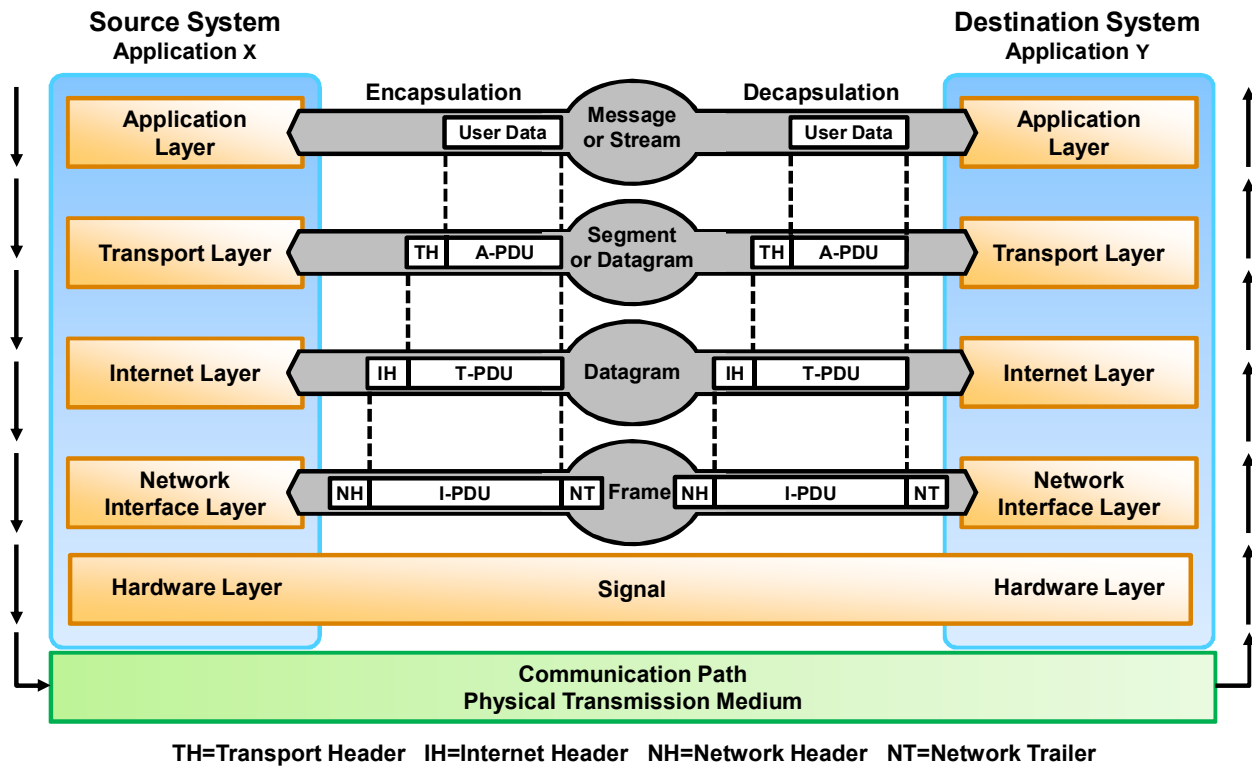 Source System
Application X
Destination System
Application Y
Encapsulation
Decapsulation
Application
Layer
User Data
Message
or Stream
User Data
Application
Layer
Transport Layer
TH
A-PDU
Segment
or Datagram
TH
A-PDU
Transport Layer
Internet Layer
IH
T-PDU
Datagram
IH
T-PDU
Internet Layer
Network
Interface Layer
NH
I-PDU
NT
Frame
NH
I-PDU
NT
Network
Interface Layer
Hardware Layer
Signal
Hardware Layer
Communication Path
Physical Transmission Medium
TH=Transport Header IH=Internet Header NH=Network Header NT=Network Trailer